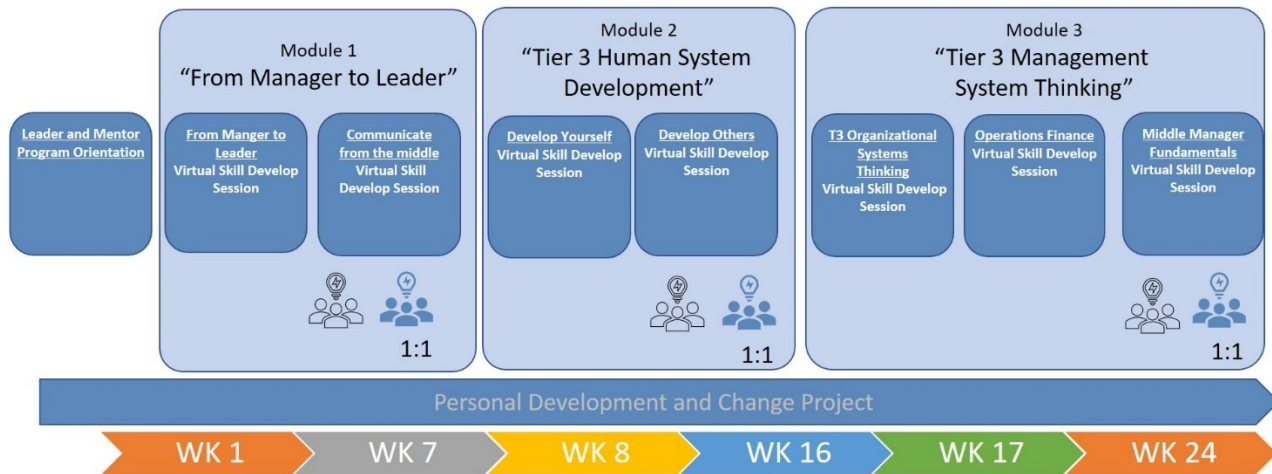 Module 1
“From Manager to Leader”
Module 2
“Tier 3 Human System
Development”
Module 3
“Tier 3 Management
System Thinking”
Leader and Mentor
Program Orientation
From Manger to
Leader
Virtual Skill Develop
Session
Communicate
from the middle
Virtual Skill
Develop Session
Develop Yourself
Virtual Skill Develop
Session
Develop Others
Virtual Skill Develop
Session
T3 Organizational
Systems
Thinking
Virtual Skill Develop
Session
Operations Finance
Virtual Skill Develop
Session
Middle Manager
Fundamentals
Virtual Skill Develop
Session
1:1
1:1
1:1
Personal Development and Change Project
WK 1
WK 7
WK 8
WK 16
WK 17
WK 24